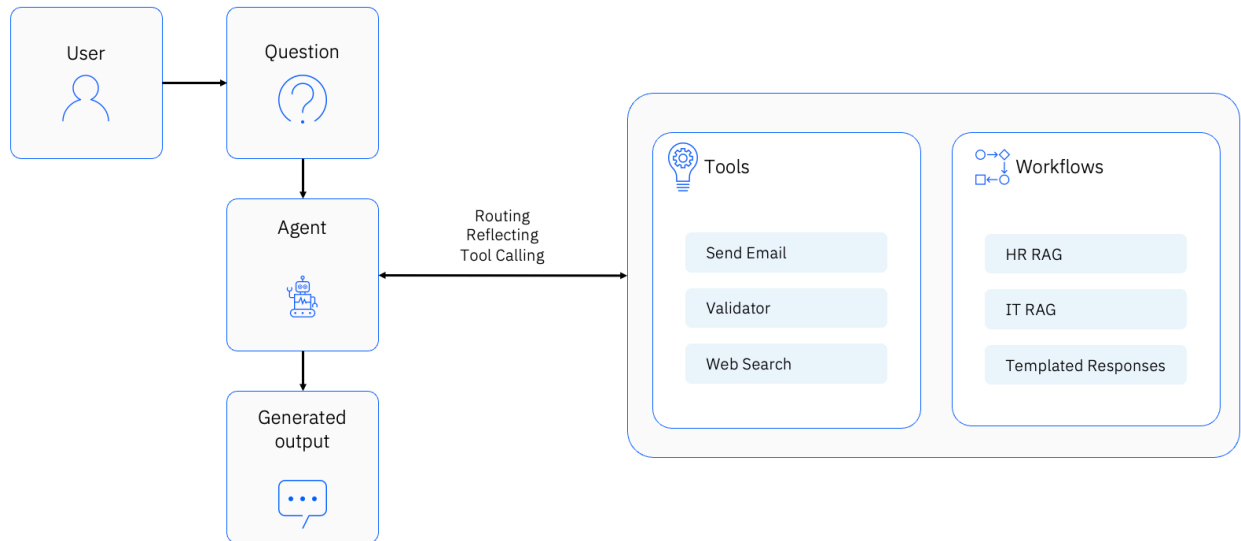 User
Question
Agent
Generated
output
Routing
Reflecting
Tool Calling
Tools
Send Email
Validator
Web Search
Workflows
HR RAG
IT RAG
Templated Responses